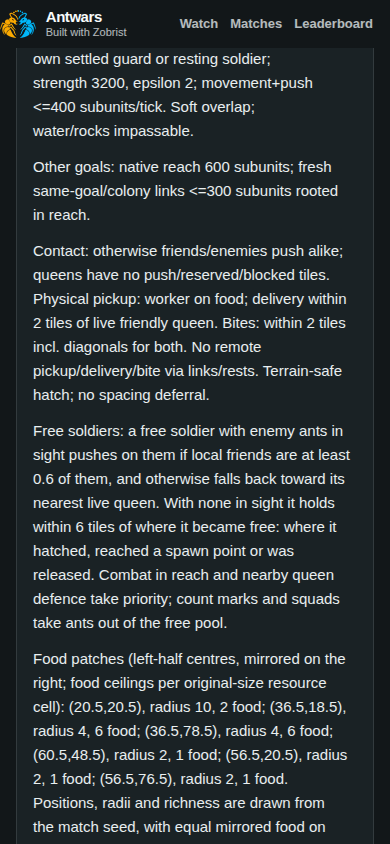 Antwars
Built with Zobrist
Watch Matches Leaderboard
own settled guard or resting soldier;
strength 3200, epsilon 2; movement+push
<=400 subunits/tick. Soft overlap;
water/rocks impassable.
Other goals: native reach 600 subunits; fresh
same-goal/colony links <=300 subunits rooted
in reach.
Contact: otherwise friends/enemies push alike;
queens have no push/reserved/blocked tiles.
Physical pickup: worker on food; delivery within
2 tiles of live friendly queen. Bites: within 2 tiles
incl. diagonals for both. No remote
pickup/delivery/bite via links/rests. Terrain-safe
hatch; no spacing deferral.
Free soldiers: a free soldier with enemy ants in
sight pushes on them if local friends are at least
0.6 of them, and otherwise falls back toward its
nearest live queen. With none in sight it holds
within 6 tiles of where it became free: where it
hatched, reached a spawn point or was
released. Combat in reach and nearby queen
defence take priority; count marks and squads
take ants out of the free pool.
Food patches (left-half centres, mirrored on the
right; food ceilings per original-size resource
cell): (20.5,20.5), radius 10, 2 food; (36.5,18.5),
radius 4, 6 food; (36.5,78.5), radius 4, 6 food;
(60.5,48.5), radius 2, 1 food; (56.5,20.5), radius
2, 1 food; (56.5,76.5), radius 2, 1 food.
Positions, radii and richness are drawn from
the match seed, with equal mirrored food on